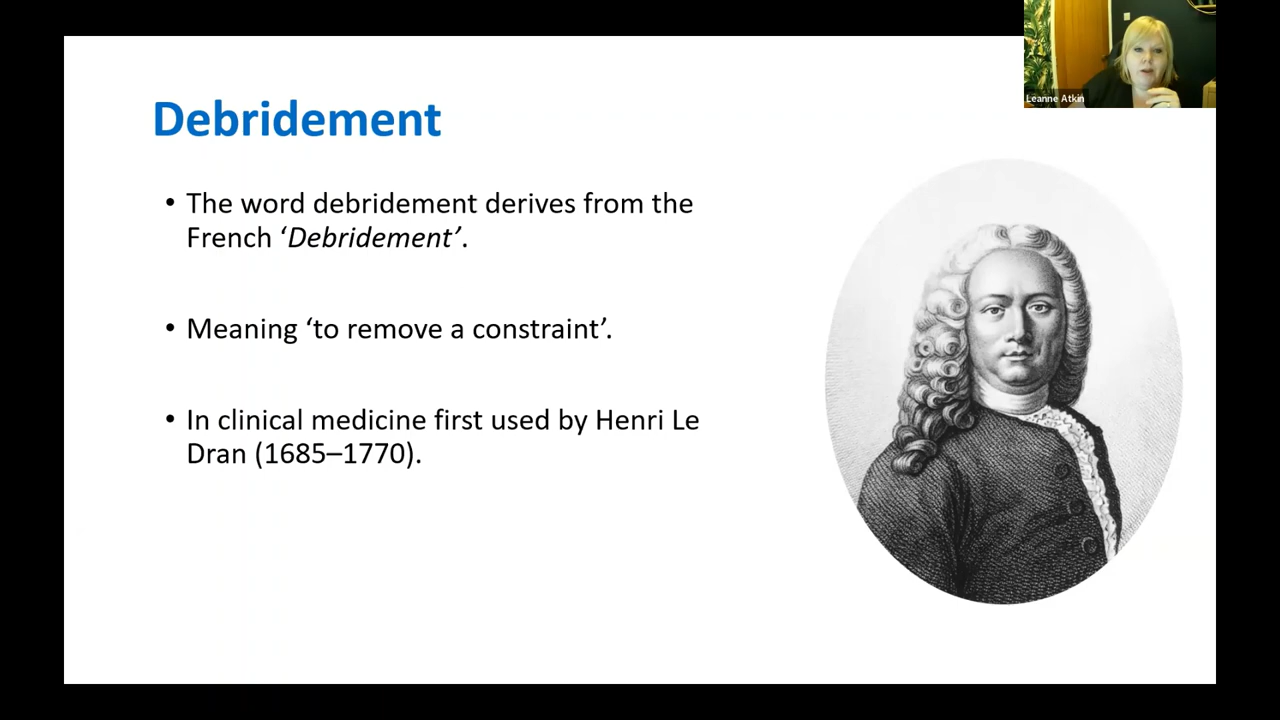 Leanne Atkin
Debridement
• The word debridement derives from the
French ‘Debridement’.
• Meaning ‘to remove a constraint’.
• In clinical medicine first used by Henri Le
Dran (1685–1770).